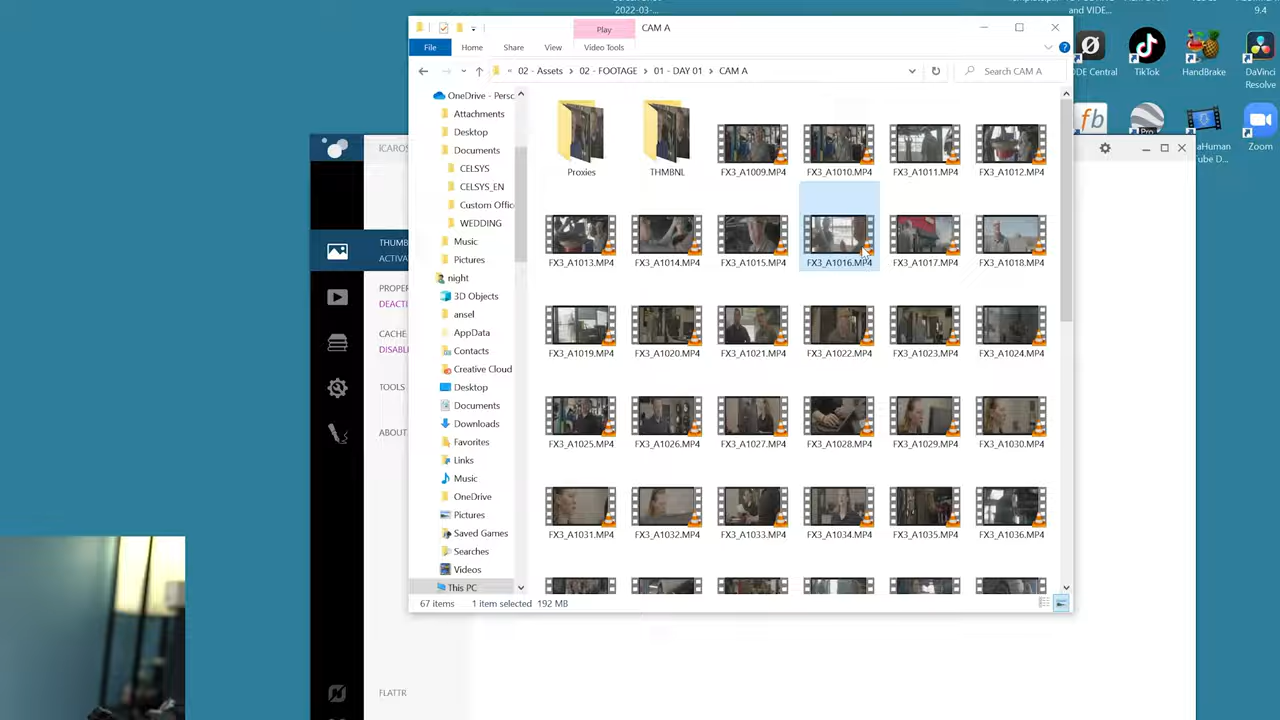 2022-03-
and VIDE...
9.4
Play
CAM A
File
Home
Share
View
Video Tools
« 02 - Assets > 02 - FOOTAGE > 01 - DAY 01 > CAM A
Search CAM A
DE Central
TikTok
HandBrake
DaVinci
Resolve
Zoom
ICAROS
THUMB
ACTIVA
PROPER
DEACTI
CACHE
DISABL
TOOLS
ABOUT
FLATTR
OneDrive - Perso
Attachments
Desktop
Documents
CELSYS
CELSYS_EN
Custom Offic
WEDDING
Music
Pictures
night
3D Objects
ansel
AppData
Contacts
Creative Cloud
Desktop
Documents
Downloads
Favorites
Links
Music
OneDrive
Pictures
Saved Games
Searches
Videos
This PC
Proxies
THMBNL
FX3_A1009.MP4
FX3_A1010.MP4
FX3_A1011.MP4
FX3_A1012.MP4
FX3_A1013.MP4
FX3_A1014.MP4
FX3_A1015.MP4
FX3_A1016.MP4
FX3_A1017.MP4
FX3_A1018.MP4
FX3_A1019.MP4
FX3_A1020.MP4
FX3_A1021.MP4
FX3_A1022.MP4
FX3_A1023.MP4
FX3_A1024.MP4
FX3_A1025.MP4
FX3_A1026.MP4
FX3_A1027.MP4
FX3_A1028.MP4
FX3_A1029.MP4
FX3_A1030.MP4
FX3_A1031.MP4
FX3_A1032.MP4
FX3_A1033.MP4
FX3_A1034.MP4
FX3_A1035.MP4
FX3_A1036.MP4
67 items
1 item selected 192 MB
fb
Pro
aHuman
Tube D...